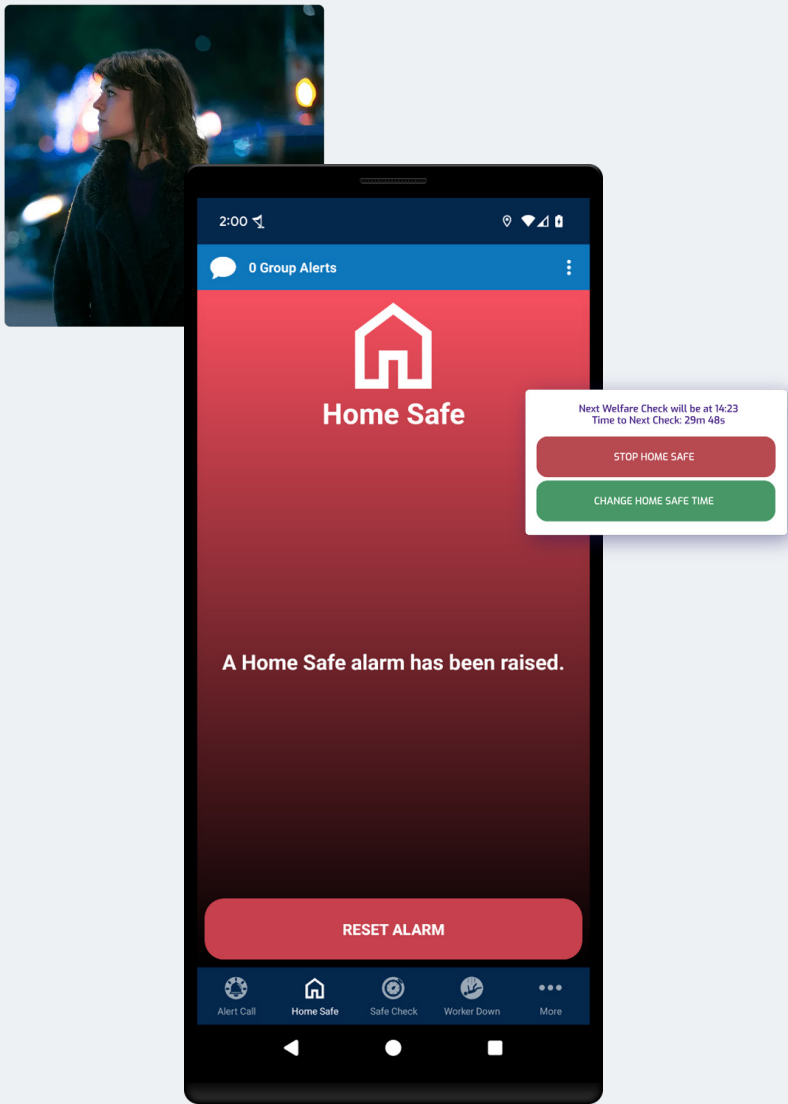 2:00
0 Group Alerts
Home Safe
Next Welfare Check will be at 14:23
Time to Next Check: 29m 48s
STOP HOME SAFE
CHANGE HOME SAFE TIME
A Home Safe alarm has been raised.
RESET ALARM
Alert Call
Home Safe
Safe Check
Worker Down
More